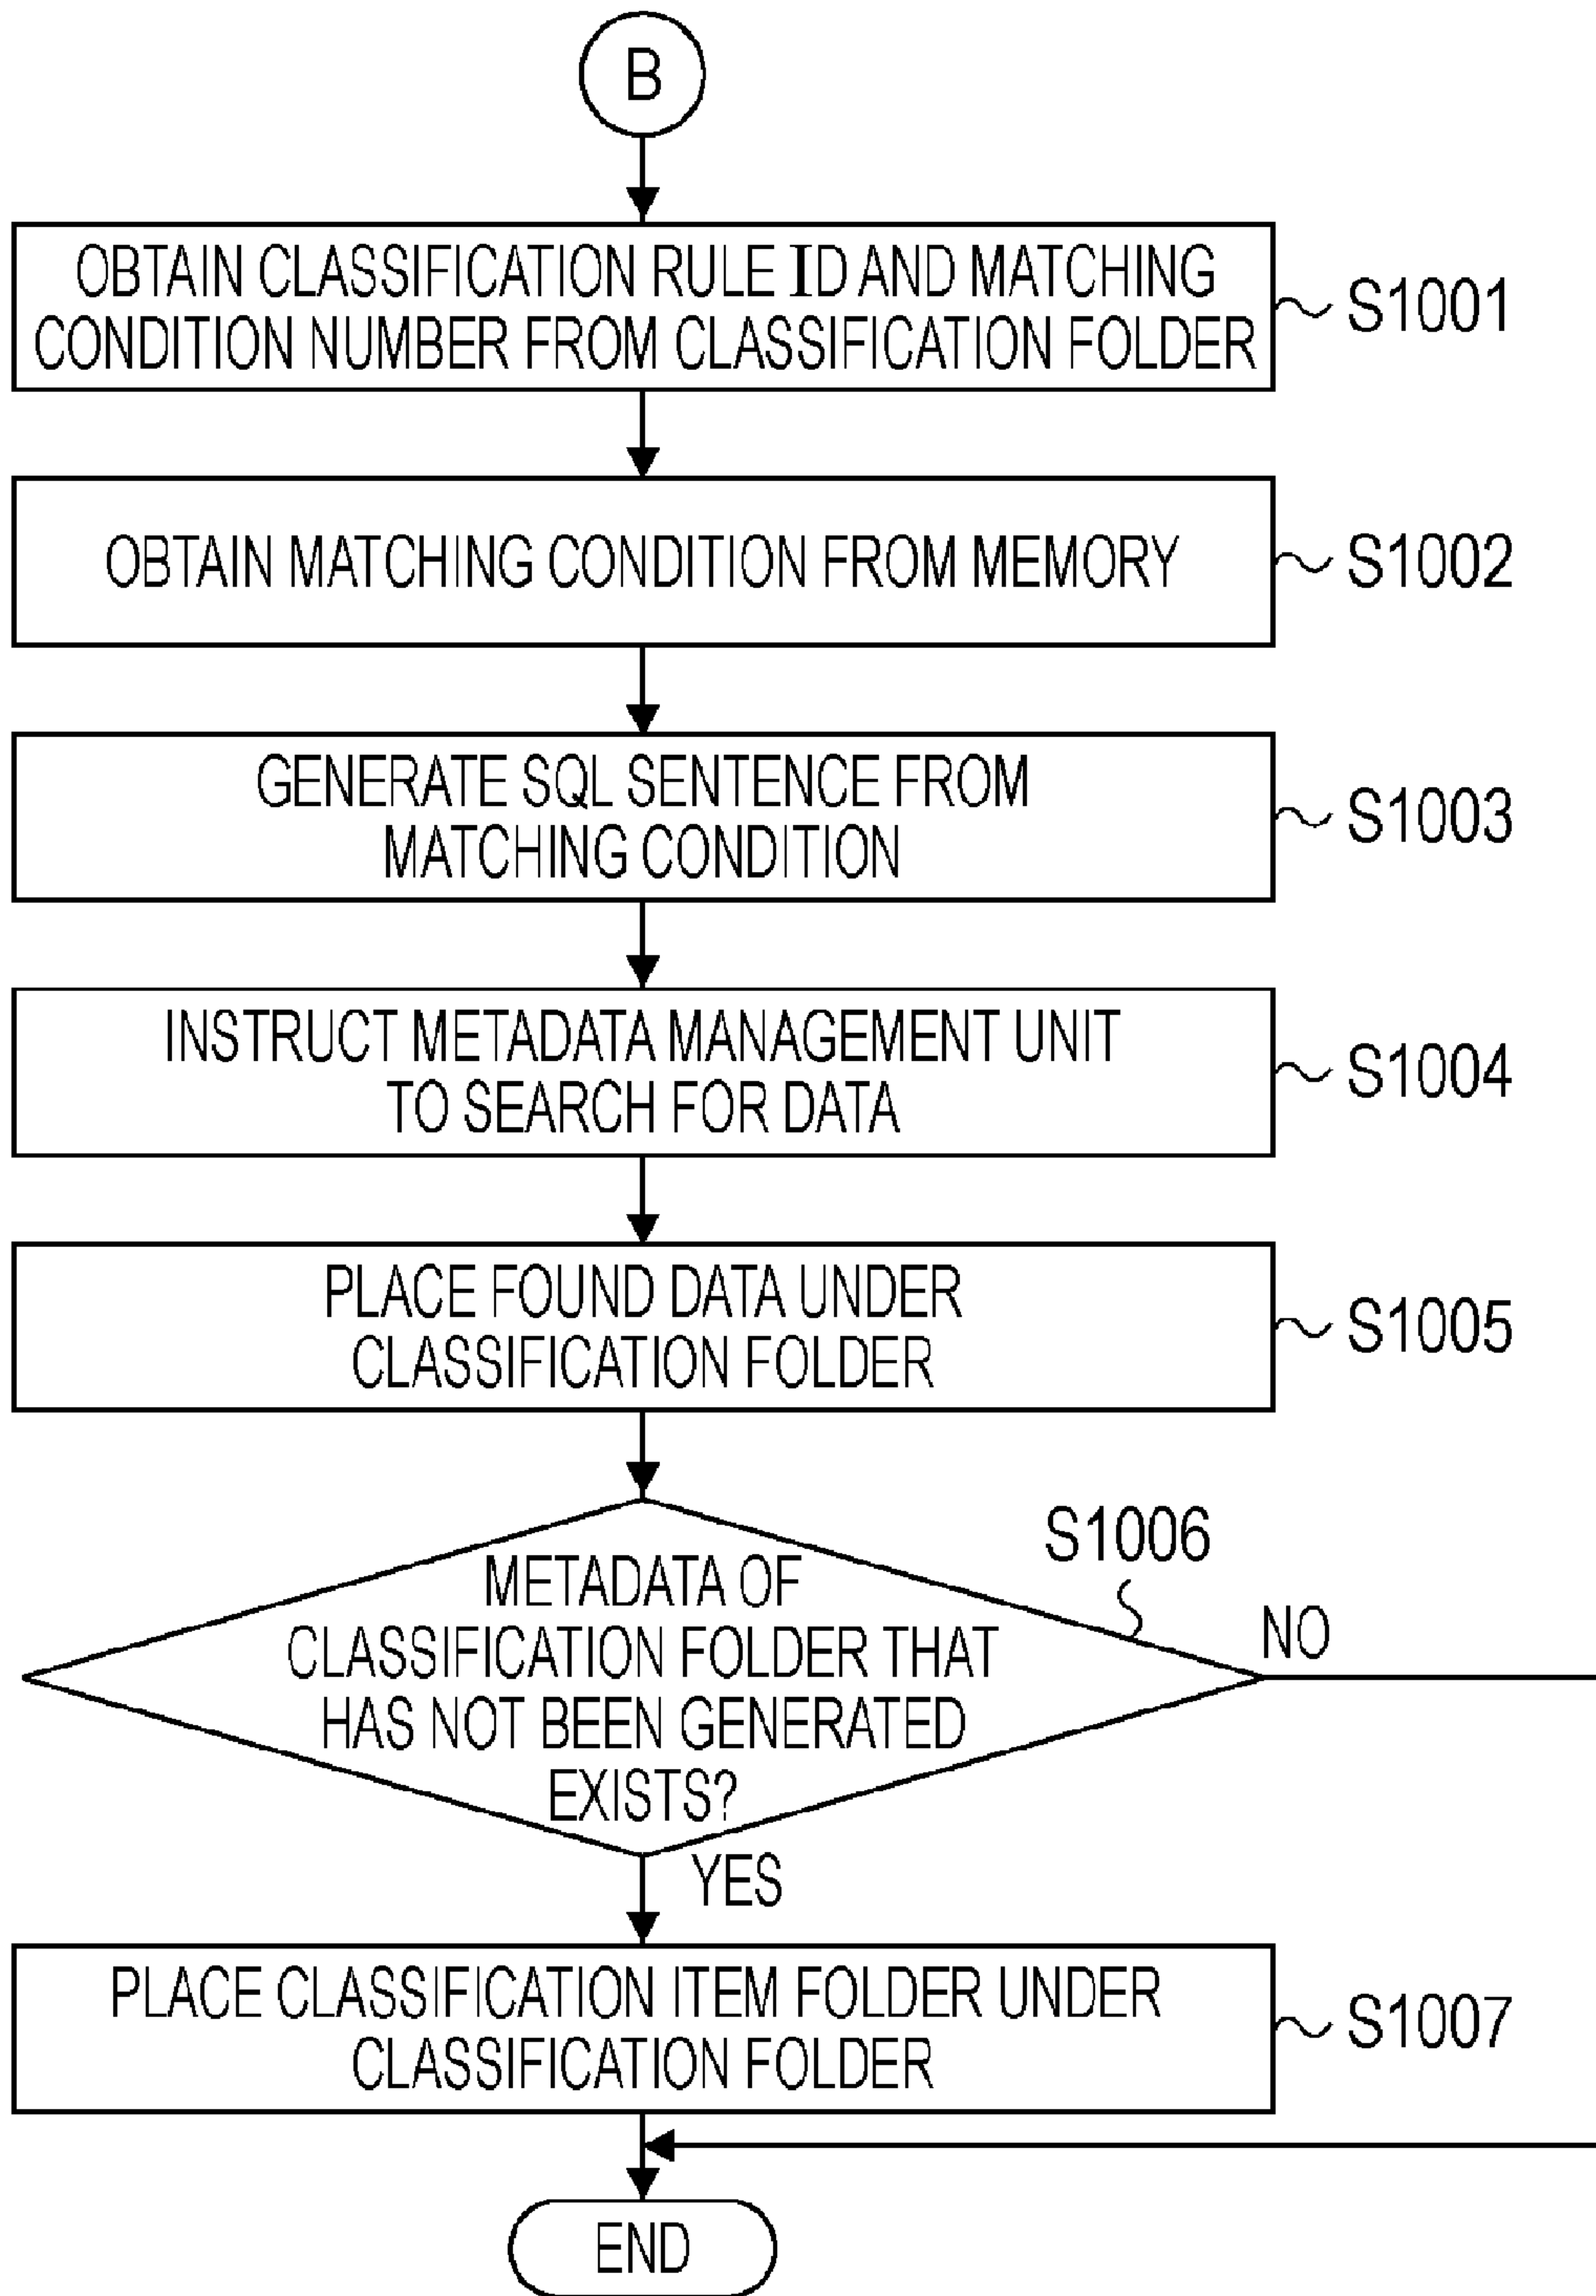 B
OBTAIN CLASSIFICATION RULE ID AND MATCHING
CONDITION NUMBER FROM CLASSIFICATION FOLDER
S1001
OBTAIN MATCHING CONDITION FROM MEMORY
S1002
GENERATE SQL SENTENCE FROM
MATCHING CONDITION
S1003
INSTRUCT METADATA MANAGEMENT UNIT
TO SEARCH FOR DATA
S1004
PLACE FOUND DATA UNDER
CLASSIFICATION FOLDER
S1005
S1006
METADATA OF
CLASSIFICATION FOLDER THAT
HAS NOT BEEN GENERATED
EXISTS?
NO
YES
PLACE CLASSIFICATION ITEM FOLDER UNDER
CLASSIFICATION FOLDER
S1007
END